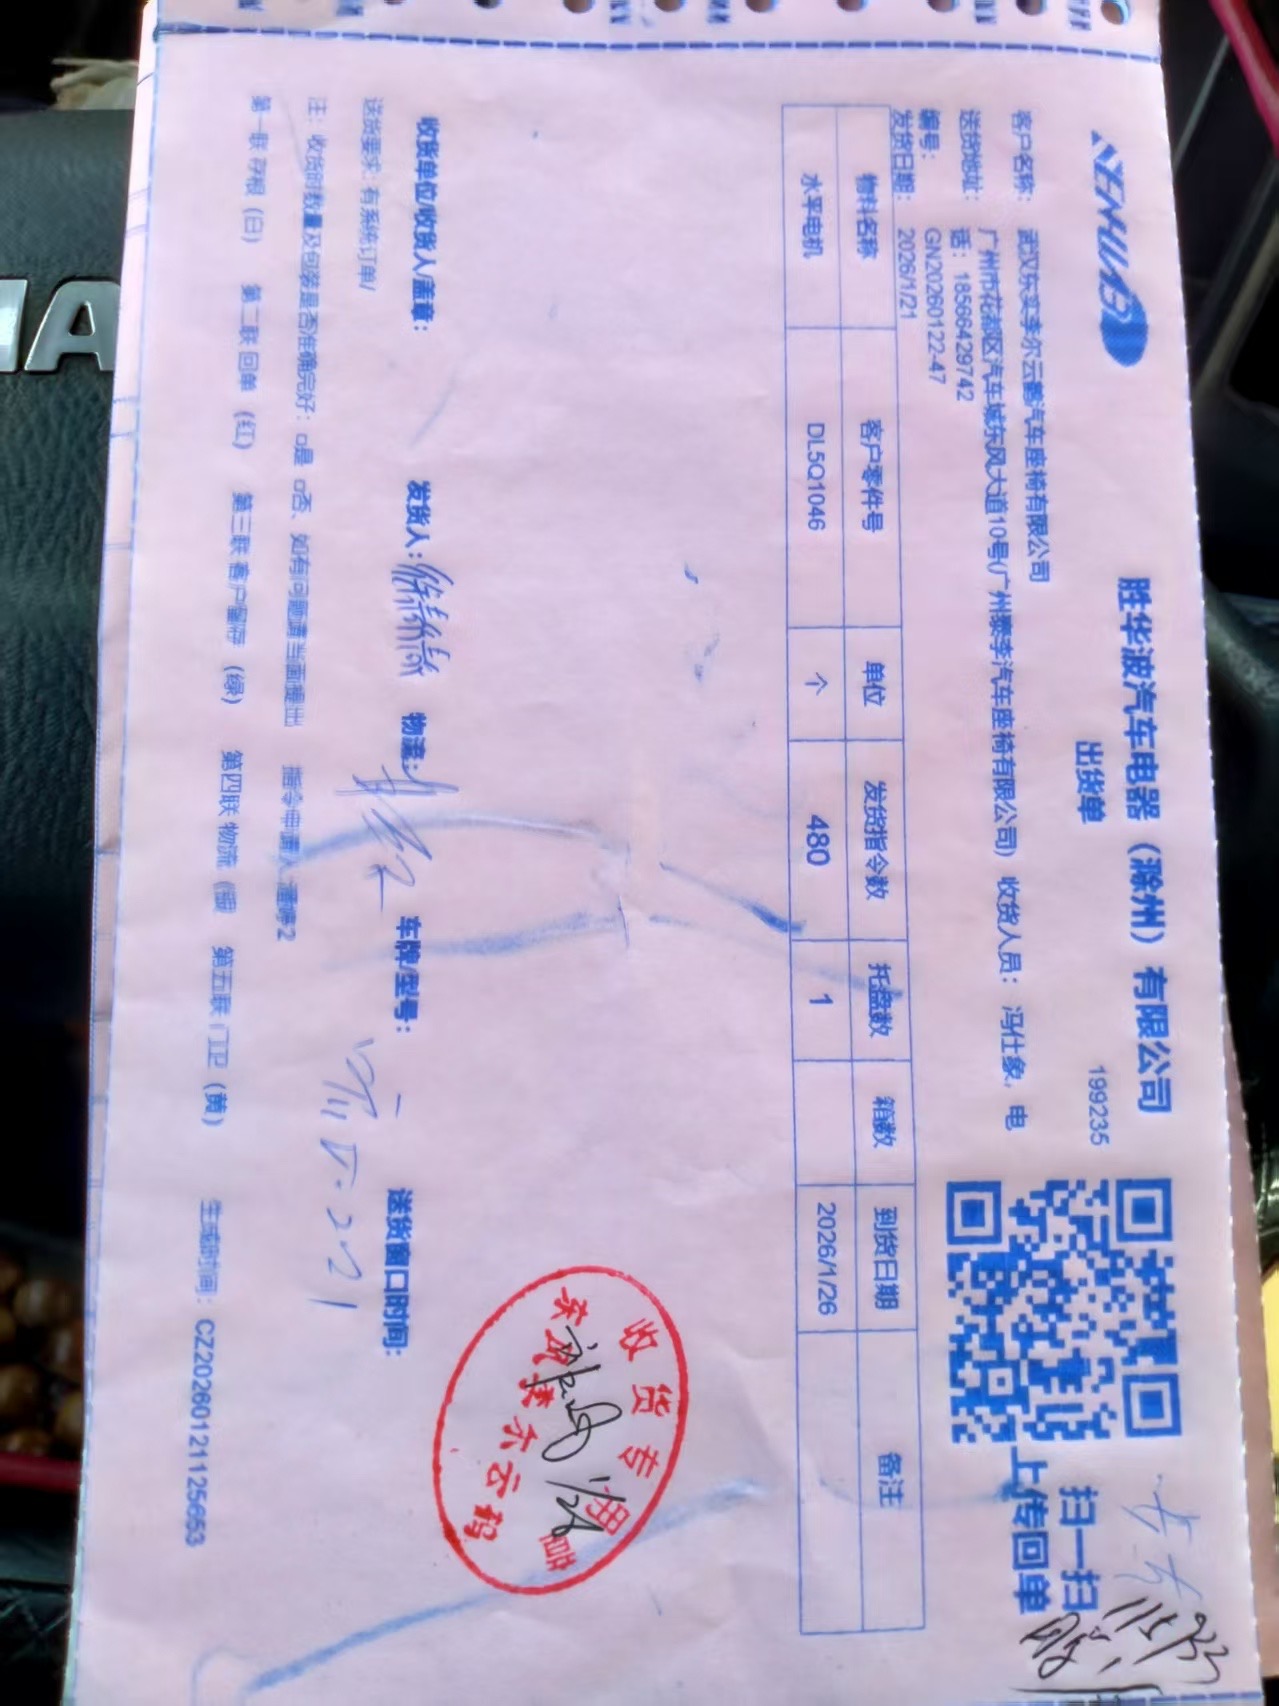 SENHUABO
胜华波汽车电器（滁州）有限公司
出货单
199235
扫一扫
上传回单
客户名称： 武汉东实李尔云鹤汽车座椅有限公司
送货地址： 广州市花都区汽车城东风大道10号(广州泰李汽车座椅有限公司) 收货人员： 冯仕象，电
话：18566429742
编号： GN20260122-47
发货日期： 2026/1/21
物料名称 客户零件号 单位 发货指令数 托盘数 箱数 到货日期 备注
水平电机 DL5Q1046 个 480 1 2026/1/26
收货专用章
1/28
收货单位/收货人/盖章： 发货人： 物流： 车牌/型号： 送货窗口时间：
送货要求: 有系统订单/
注：收货时数量及包装是否准确完好：□是 □否、如有问题请当面提出 指令申请人
第一联 存根（白） 第二联 回单（红） 第三联 客户留存（绿） 第四联 物流 第五联 门卫（黄） 生成时间：CZ20260121125653